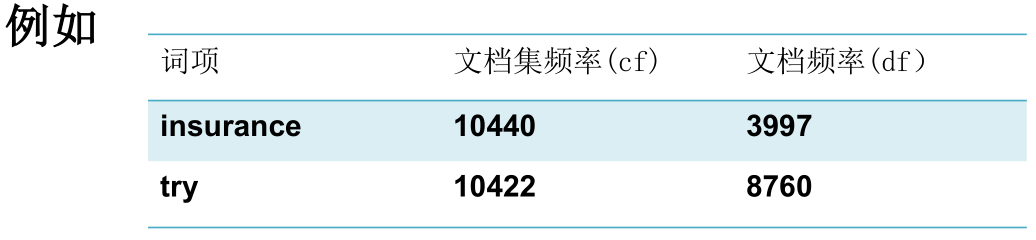 例如
词项 文档集频率(cf) 文档频率(df）
insurance 10440 3997
try 10422 8760